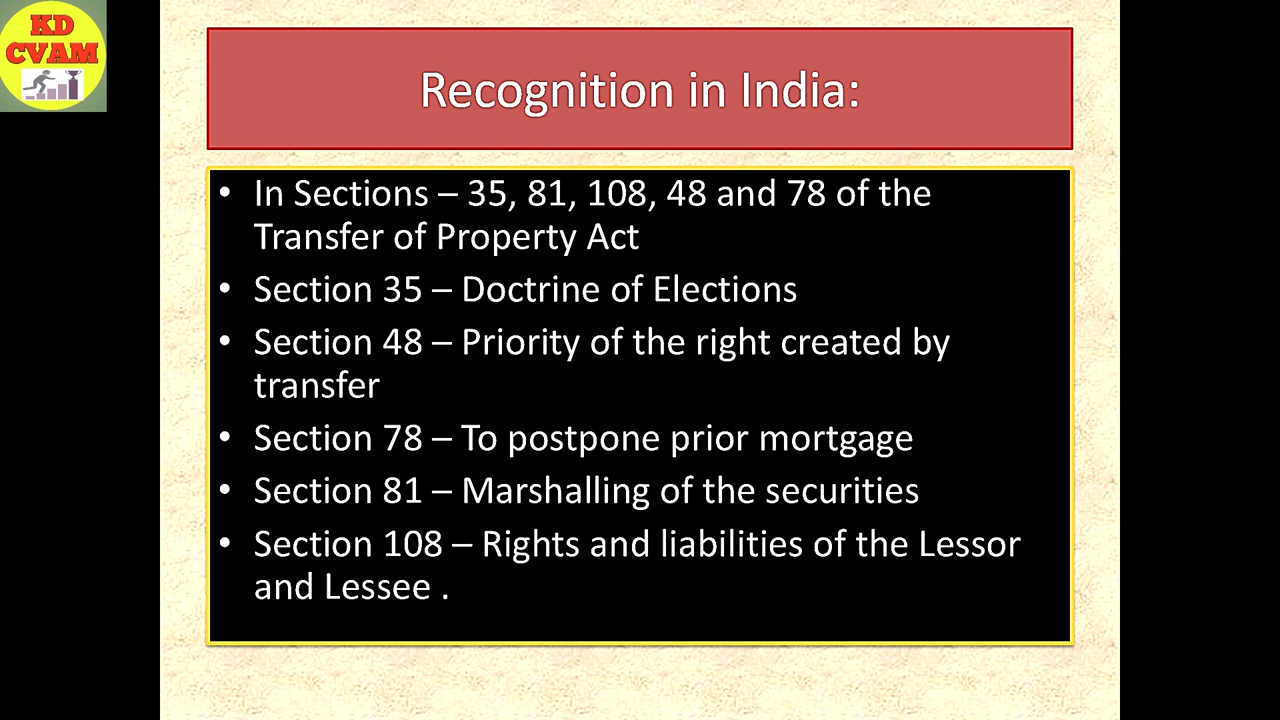 KD
CVAM
Recognition in India:
• In Sections – 35, 81, 108, 48 and 78 of the
Transfer of Property Act
• Section 35 – Doctrine of Elections
• Section 48 – Priority of the right created by
transfer
• Section 78 – To postpone prior mortgage
• Section 81 – Marshalling of the securities
• Section 108 – Rights and liabilities of the Lessor
and Lessee .